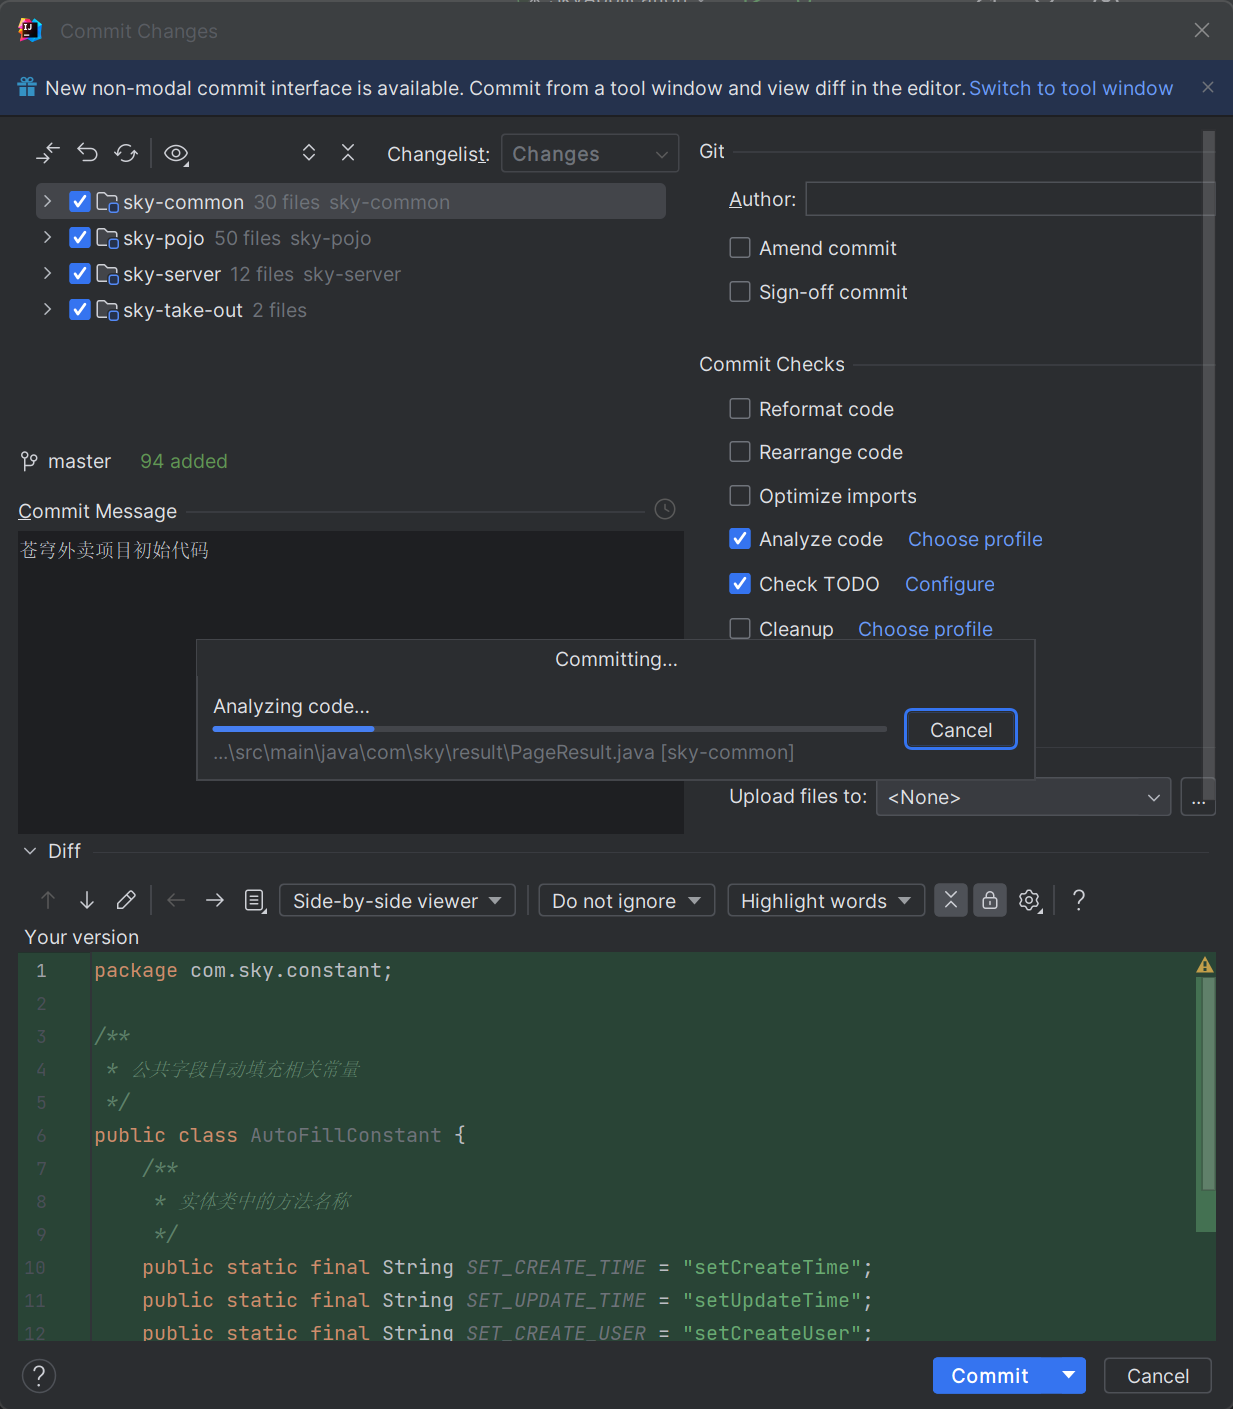 Commit Changes
New non-modal commit interface is available. Commit from a tool window and view diff in the editor. Switch to tool window
Changelist: Changes
sky-common 30 files sky-common
sky-pojo 50 files sky-pojo
sky-server 12 files sky-server
sky-take-out 2 files
master 94 added
Commit Message
苍穹外卖项目初始代码
Git
Author:
Amend commit
Sign-off commit
Commit Checks
Reformat code
Rearrange code
Optimize imports
Analyze code Choose profile
Check TODO Configure
Cleanup Choose profile
Committing...
Analyzing code...
Cancel
...\src\main\java\com\sky\result\PageResult.java [sky-common]
Upload files to: <None> ...
Diff
Side-by-side viewer Do not ignore Highlight words ?
Your version
1 package com.sky.constant;
2
3 /**
4 * 公共字段自动填充相关常量
5 */
6 public class AutoFillConstant {
7 /**
8 * 实体类中的方法名称
9 */
10 public static final String SET_CREATE_TIME = "setCreateTime";
11 public static final String SET_UPDATE_TIME = "setUpdateTime";
12 public static final String SET_CREATE_USER = "setCreateUser";
? Commit Cancel